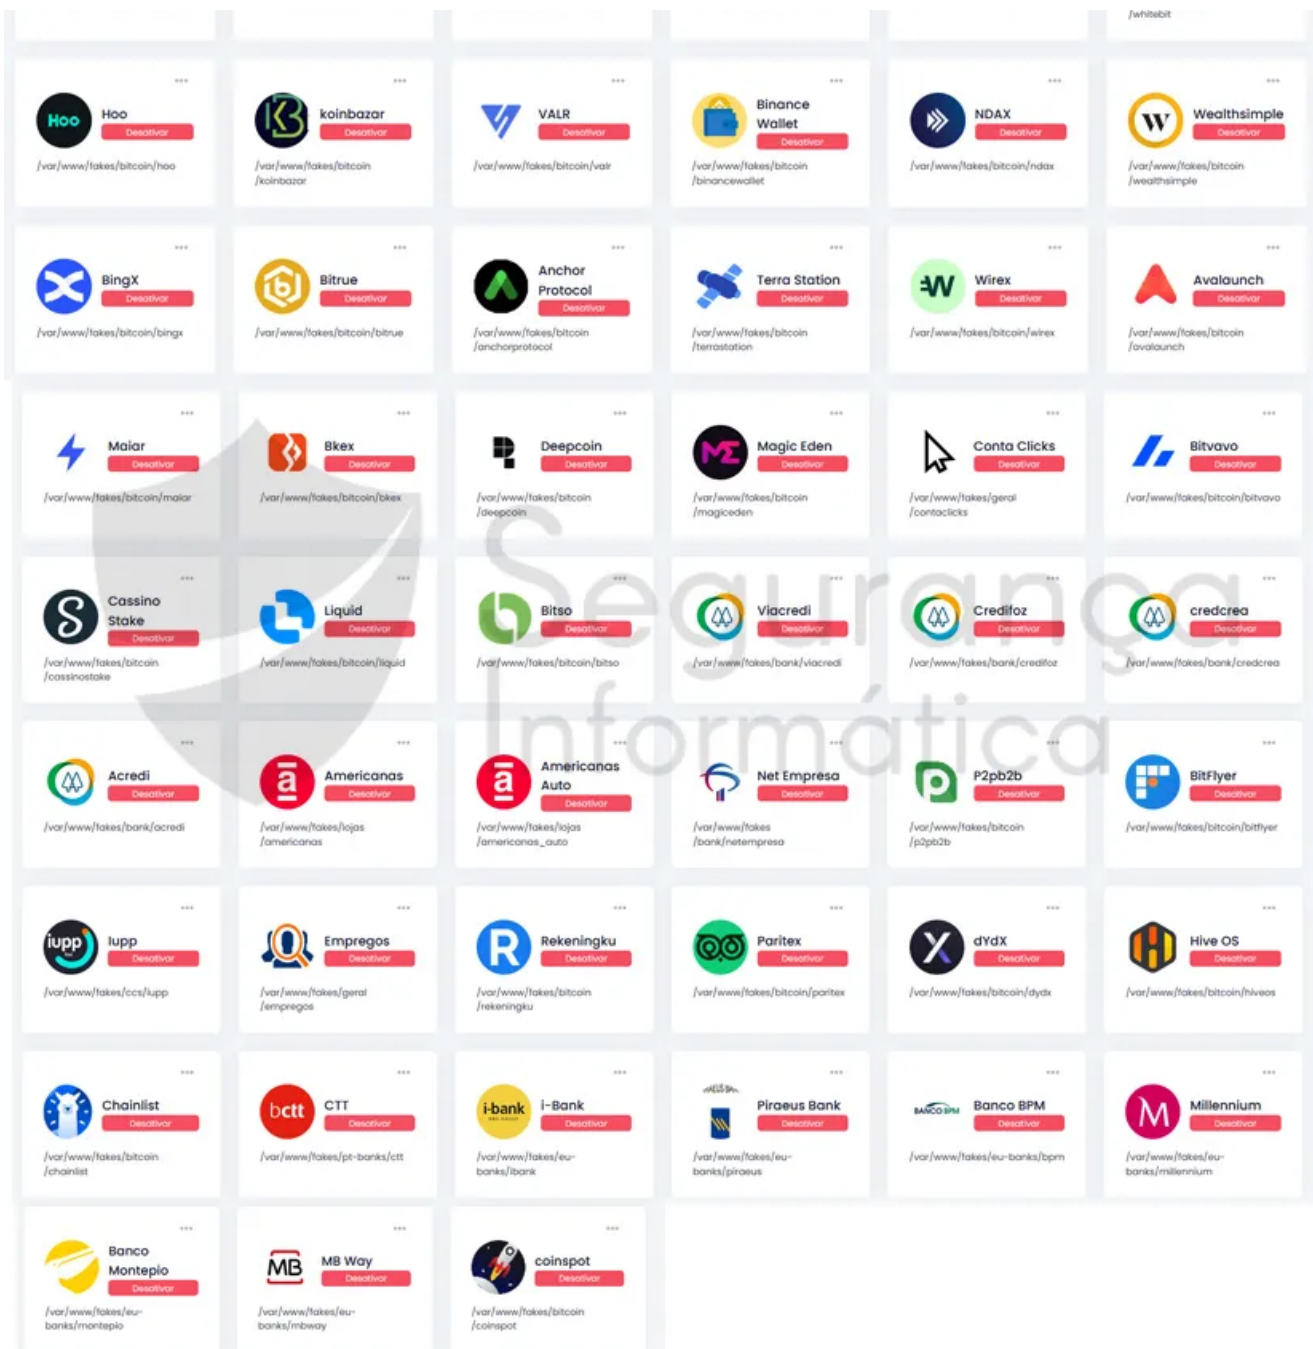 /whitebit
Hoo
Hoo
Desativar
/var/www/fakes/bitcoin/hoo
koinbazar
Desativar
/var/www/fakes/bitcoin
/koinbazar
VALR
Desativar
/var/www/fakes/bitcoin/valr
Binance
Wallet
Desativar
/var/www/fakes/bitcoin
/binancewallet
NDAX
Desativar
/var/www/fakes/bitcoin/ndax
W
Wealthsimple
Desativar
/var/www/fakes/bitcoin
/wealthsimple
BingX
Desativar
/var/www/fakes/bitcoin/bingx
Bitrue
Desativar
/var/www/fakes/bitcoin/bitrue
Anchor
Protocol
Desativar
/var/www/fakes/bitcoin
/anchorprotocol
Terra Station
Desativar
/var/www/fakes/bitcoin
/terrastation
W
Wirex
Desativar
/var/www/fakes/bitcoin/wirex
Avalaunch
Desativar
/var/www/fakes/bitcoin
/avalaunch
Maiar
Desativar
/var/www/fakes/bitcoin/maiar
Bkex
Desativar
/var/www/fakes/bitcoin/bkex
Deepcoin
Desativar
/var/www/fakes/bitcoin
/deepcoin
ME
Magic Eden
Desativar
/var/www/fakes/bitcoin
/magiceden
Conta Clicks
Desativar
/var/www/fakes/geral
/contaclicks
Bitvavo
Desativar
/var/www/fakes/bitcoin/bitvavo
S
Cassino
Stake
Desativar
/var/www/fakes/bitcoin
/cassinostake
Liquid
Desativar
/var/www/fakes/bitcoin/liquid
Bitso
Desativar
/var/www/fakes/bitcoin/bitso
Viacredi
Desativar
/var/www/fakes/bank/viacredi
Credifoz
Desativar
/var/www/fakes/bank/credifoz
credcrea
Desativar
/var/www/fakes/bank/credcrea
Segurança
Informática
Acredi
Desativar
/var/www/fakes/bank/acredi
a
Americanas
Desativar
/var/www/fakes/lojas
/americanas
a
Americanas
Auto
Desativar
/var/www/fakes/lojas
/americanas_auto
Net Empresa
Desativar
/var/www/fakes
/bank/netempresa
P2pb2b
Desativar
/var/www/fakes/bitcoin
/p2pb2b
BitFlyer
Desativar
/var/www/fakes/bitcoin/bitflyer
iupp
Iupp
Desativar
/var/www/fakes/ccs/iupp
Empregos
Desativar
/var/www/fakes/geral
/empregos
R
Rekeningku
Desativar
/var/www/fakes/bitcoin
/rekeningku
Paritex
Desativar
/var/www/fakes/bitcoin/paritex
dYdX
Desativar
/var/www/fakes/bitcoin/dydx
Hive OS
Desativar
/var/www/fakes/bitcoin/hiveos
Chainlist
Desativar
/var/www/fakes/bitcoin
/chainlist
bctt
CTT
Desativar
/var/www/fakes/pt-banks/ctt
i-bank
i-Bank
Desativar
/var/www/fakes/eu-
banks/ibank
Piraeus Bank
Desativar
/var/www/fakes/eu-
banks/piraeus
BANCO BPM
Banco BPM
Desativar
/var/www/fakes/eu-banks/bpm
M
Millennium
Desativar
/var/www/fakes/eu-
banks/millennium
Banco
Montepio
Desativar
/var/www/fakes/eu-
banks/montepio
MB
MB Way
Desativar
/var/www/fakes/eu-
banks/mbway
coinspot
Desativar
/var/www/fakes/bitcoin
/coinspot